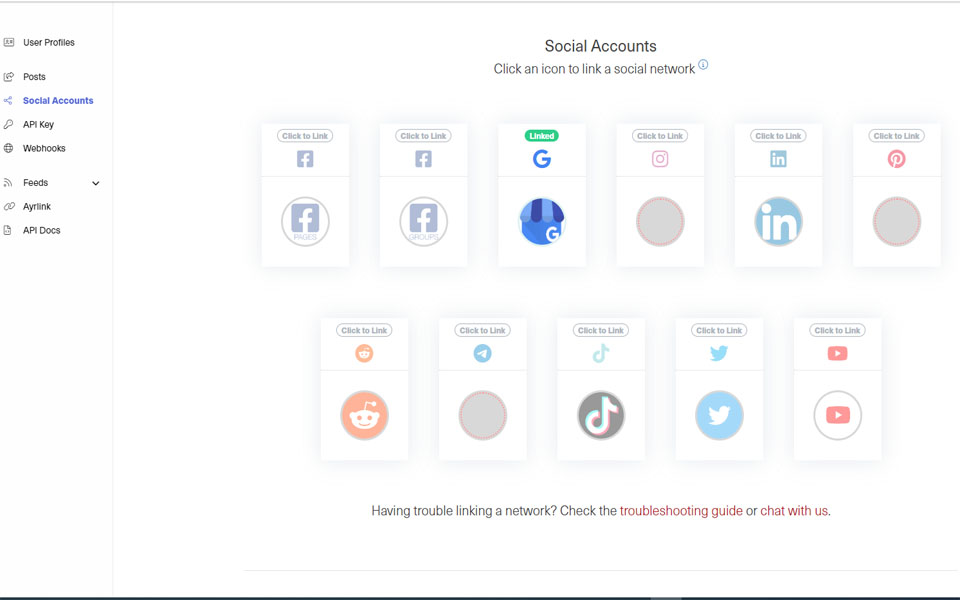 User Profiles
Posts
Social Accounts
API Key
Webhooks
Feeds
Ayrlink
API Docs
Social Accounts
Click an icon to link a social network
Click to Link
Click to Link
Linked
Click to Link
Click to Link
Click to Link
PAGES
GROUPS
Click to Link
Click to Link
Click to Link
Click to Link
Click to Link
Having trouble linking a network? Check the troubleshooting guide or chat with us.